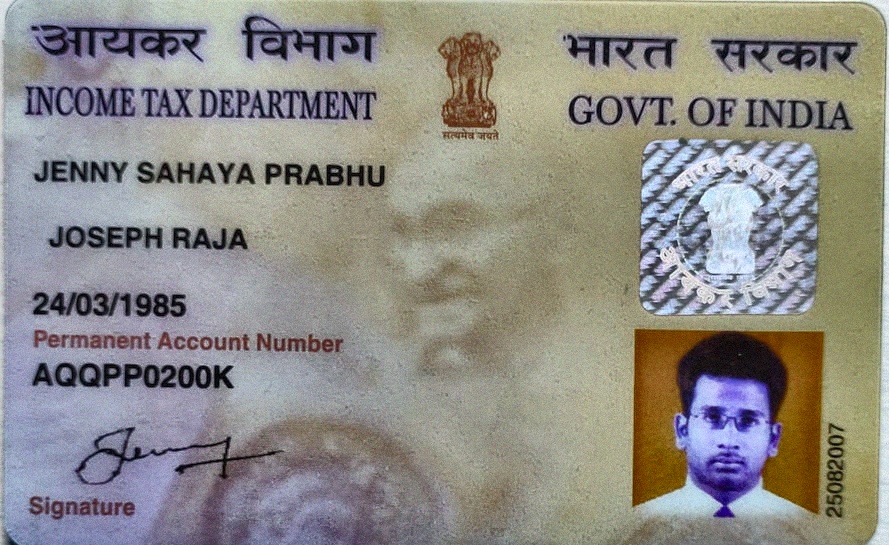 आयकर विभाग
भारत सरकार
INCOME TAX DEPARTMENT
GOVT. OF INDIA
सत्यमेव जयते
JENNY SAHAYA PRABHU
JOSEPH RAJA
24/03/1985
Permanent Account Number
AQQPP0200K
Signature
भारत सरकार
आयकर विभाग
25082007
Jenny